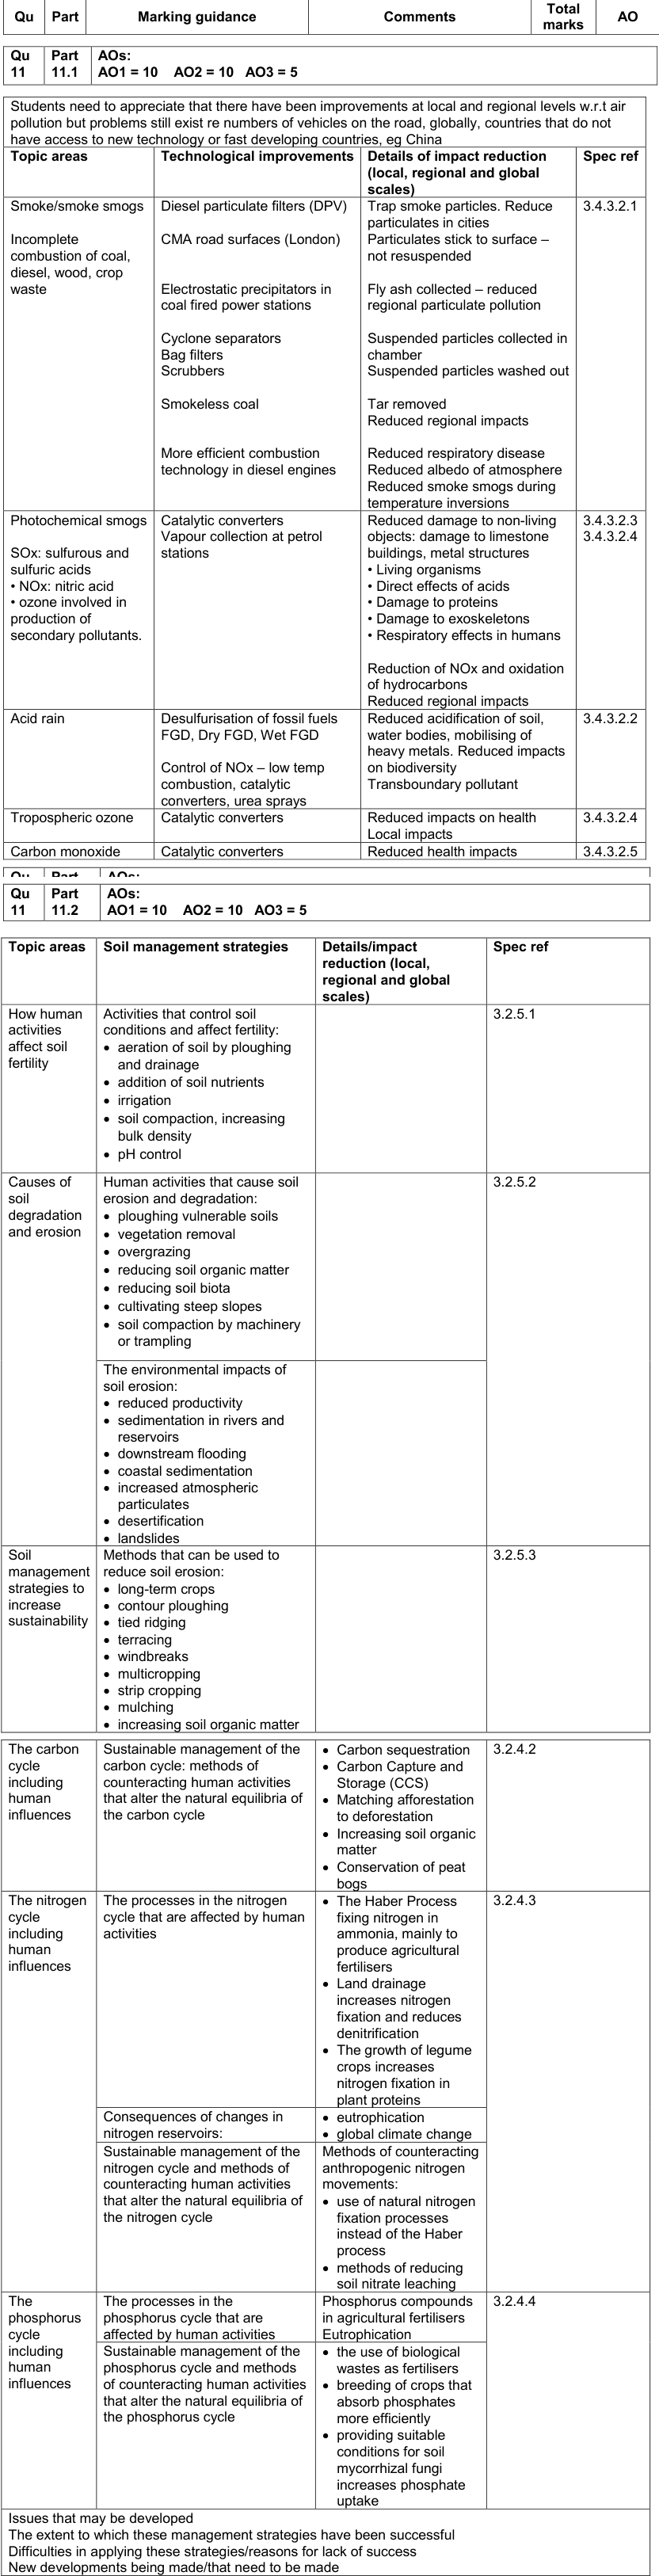 Qu Part Marking guidance Comments Total marks AO
Qu 11 Part 11.1 AOs:
AO1 = 10 AO2 = 10 AO3 = 5
Students need to appreciate that there have been improvements at local and regional levels w.r.t air
pollution but problems still exist re numbers of vehicles on the road, globally, countries that do not
have access to new technology or fast developing countries, eg China
Topic areas
Technological improvements
Details of impact reduction
(local, regional and global
scales)
Spec ref
Smoke/smoke smogs
Incomplete
combustion of coal,
diesel, wood, crop
waste
Diesel particulate filters (DPV)
CMA road surfaces (London)
Electrostatic precipitators in
coal fired power stations
Cyclone separators
Bag filters
Scrubbers
Smokeless coal
More efficient combustion
technology in diesel engines
Trap smoke particles. Reduce
particulates in cities
Particulates stick to surface –
not resuspended
Fly ash collected – reduced
regional particulate pollution
Suspended particles collected in
chamber
Suspended particles washed out
Tar removed
Reduced regional impacts
Reduced respiratory disease
Reduced albedo of atmosphere
Reduced smoke smogs during
temperature inversions
3.4.3.2.1
Photochemical smogs
SOx: sulfurous and
sulfuric acids
• NOx: nitric acid
• ozone involved in
production of
secondary pollutants.
Catalytic converters
Vapour collection at petrol
stations
Reduced damage to non-living
objects: damage to limestone
buildings, metal structures
• Living organisms
• Direct effects of acids
• Damage to proteins
• Damage to exoskeletons
• Respiratory effects in humans
Reduction of NOx and oxidation
of hydrocarbons
Reduced regional impacts
3.4.3.2.3
3.4.3.2.4
Acid rain
Desulfurisation of fossil fuels
FGD, Dry FGD, Wet FGD
Control of NOx – low temp
combustion, catalytic
converters, urea sprays
Reduced acidification of soil,
water bodies, mobilising of
heavy metals. Reduced impacts
on biodiversity
Transboundary pollutant
3.4.3.2.2
Tropospheric ozone
Catalytic converters
Reduced impacts on health
Local impacts
3.4.3.2.4
Carbon monoxide
Catalytic converters
Reduced health impacts
3.4.3.2.5
Qu Part AOs:
Qu 11 Part 11.2 AOs:
AO1 = 10 AO2 = 10 AO3 = 5
Topic areas
Soil management strategies
Details/impact
reduction (local,
regional and global
scales)
Spec ref
How human
activities
affect soil
fertility
Activities that control soil
conditions and affect fertility:
• aeration of soil by ploughing
and drainage
• addition of soil nutrients
• irrigation
• soil compaction, increasing
bulk density
• pH control
3.2.5.1
Causes of
soil
degradation
and erosion
Human activities that cause soil
erosion and degradation:
• ploughing vulnerable soils
• vegetation removal
• overgrazing
• reducing soil organic matter
• reducing soil biota
• cultivating steep slopes
• soil compaction by machinery
or trampling
3.2.5.2
The environmental impacts of
soil erosion:
• reduced productivity
• sedimentation in rivers and
reservoirs
• downstream flooding
• coastal sedimentation
• increased atmospheric
particulates
• desertification
• landslides
Soil
management
strategies to
increase
sustainability
Methods that can be used to
reduce soil erosion:
• long-term crops
• contour ploughing
• tied ridging
• terracing
• windbreaks
• multicropping
• strip cropping
• mulching
• increasing soil organic matter
3.2.5.3
The carbon
cycle
including
human
influences
Sustainable management of the
carbon cycle: methods of
counteracting human activities
that alter the natural equilibria of
the carbon cycle
• Carbon sequestration
• Carbon Capture and
Storage (CCS)
• Matching afforestation
to deforestation
• Increasing soil organic
matter
• Conservation of peat
bogs
3.2.4.2
The nitrogen
cycle
including
human
influences
The processes in the nitrogen
cycle that are affected by human
activities
• The Haber Process
fixing nitrogen in
ammonia, mainly to
produce agricultural
fertilisers
• Land drainage
increases nitrogen
fixation and reduces
denitrification
• The growth of legume
crops increases
nitrogen fixation in
plant proteins
3.2.4.3
Consequences of changes in
nitrogen reservoirs:
• eutrophication
• global climate change
Sustainable management of the
nitrogen cycle and methods of
counteracting human activities
that alter the natural equilibria of
the nitrogen cycle
Methods of counteracting
anthropogenic nitrogen
movements:
• use of natural nitrogen
fixation processes
instead of the Haber
process
• methods of reducing
soil nitrate leaching
The
phosphorus
cycle
including
human
influences
The processes in the
phosphorus cycle that are
affected by human activities
Phosphorus compounds
in agricultural fertilisers
Eutrophication
3.2.4.4
Sustainable management of the
phosphorus cycle and methods
of counteracting human activities
that alter the natural equilibria of
the phosphorus cycle
• the use of biological
wastes as fertilisers
• breeding of crops that
absorb phosphates
more efficiently
• providing suitable
conditions for soil
mycorrhizal fungi
increases phosphate
uptake
Issues that may be developed
The extent to which these management strategies have been successful
Difficulties in applying these strategies/reasons for lack of success
New developments being made/that need to be made